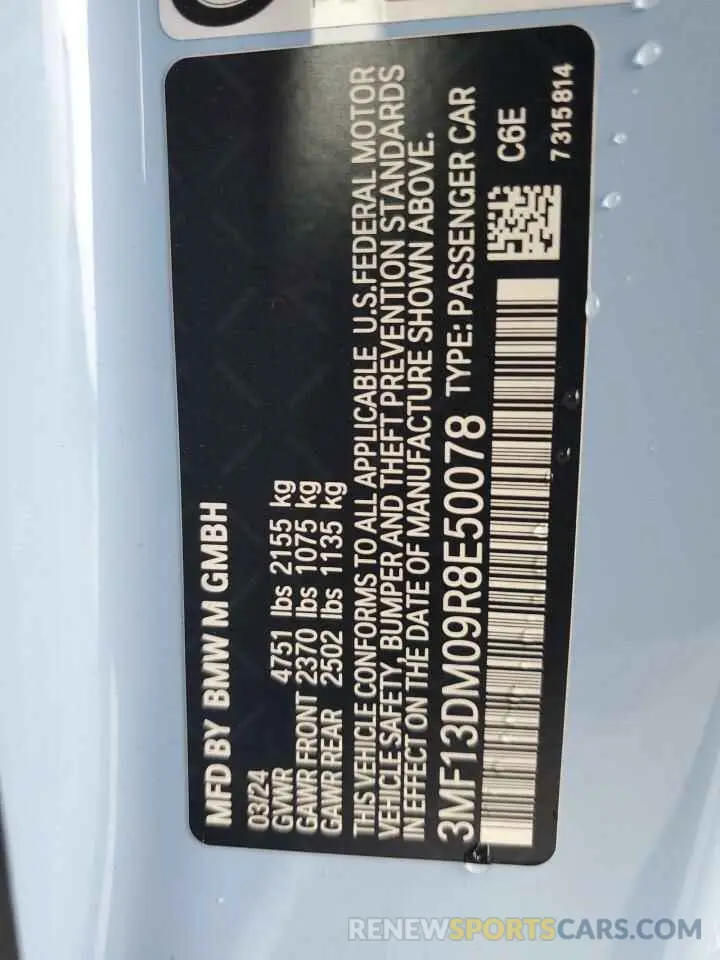 MFD BY BMW M GMBH
03/24
GVWR 4751 lbs 2155 kg
GAWR FRONT 2370 lbs 1075 kg
GAWR REAR 2502 lbs 1135 kg
THIS VEHICLE CONFORMS TO ALL APPLICABLE U.S. FEDERAL MOTOR
VEHICLE SAFETY, BUMPER AND THEFT PREVENTION STANDARDS
IN EFFECT ON THE DATE OF MANUFACTURE SHOWN ABOVE.
3MF13DM09R8E50078 TYPE: PASSENGER CAR
C6E
7 315 814
RENEWSPORTSCARS.COM